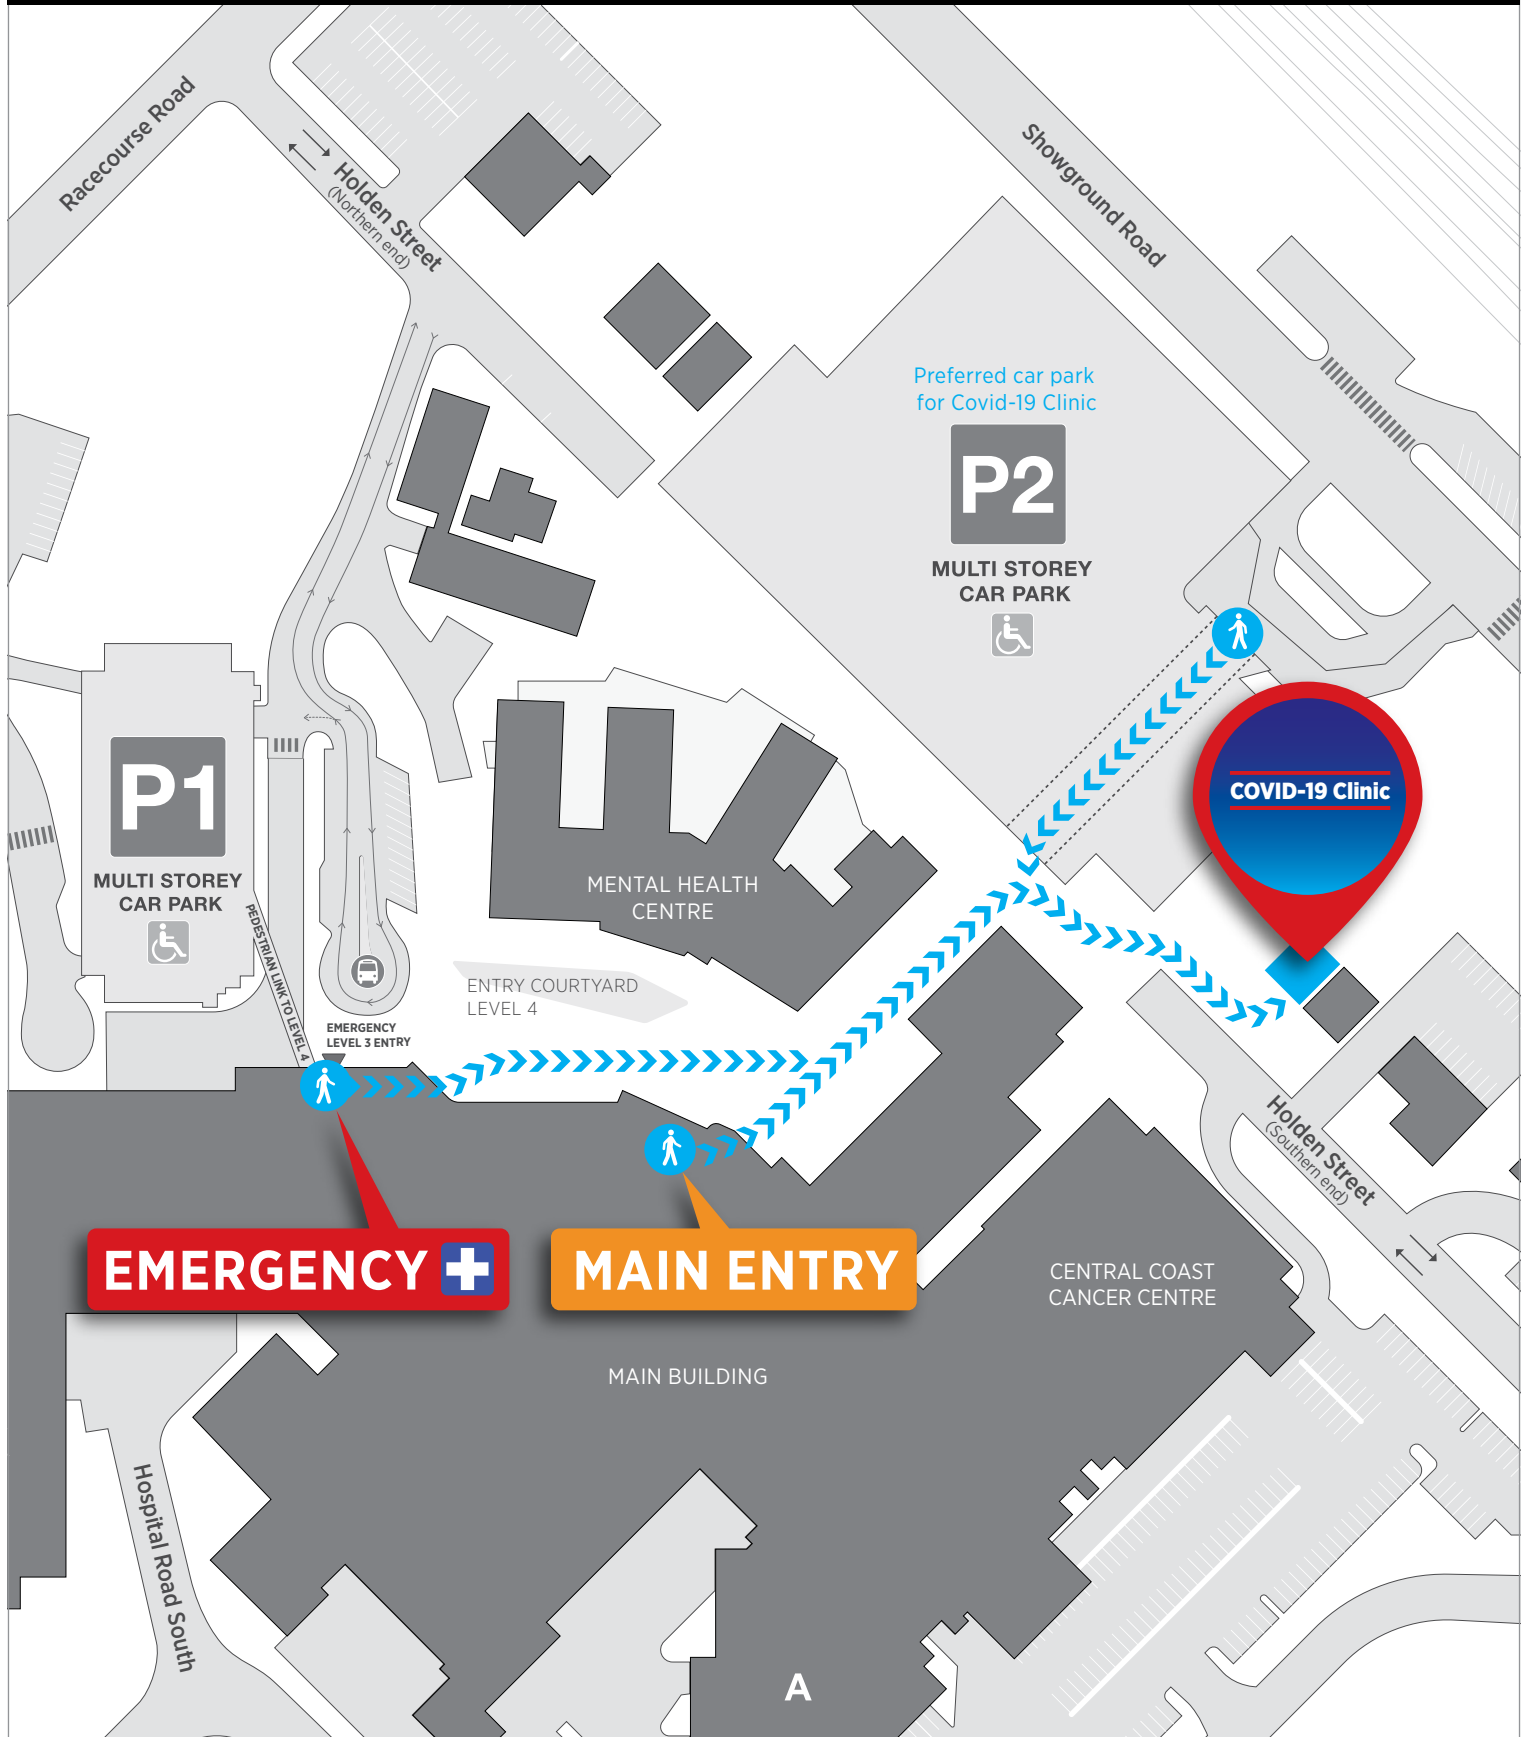 Racecourse Road
Holden Street
(Northern end)
Showground Road
Preferred car park
for Covid-19 Clinic
P2
MULTI STOREY
CAR PARK
P1
MULTI STOREY
CAR PARK
PEDESTRIAN LINK TO LEVEL 4
COVID-19 Clinic
MENTAL HEALTH
CENTRE
ENTRY COURTYARD
LEVEL 4
EMERGENCY
LEVEL 3 ENTRY
Holden Street
(Southern end)
EMERGENCY
MAIN ENTRY
CENTRAL COAST
CANCER CENTRE
MAIN BUILDING
Hospital Road South
A